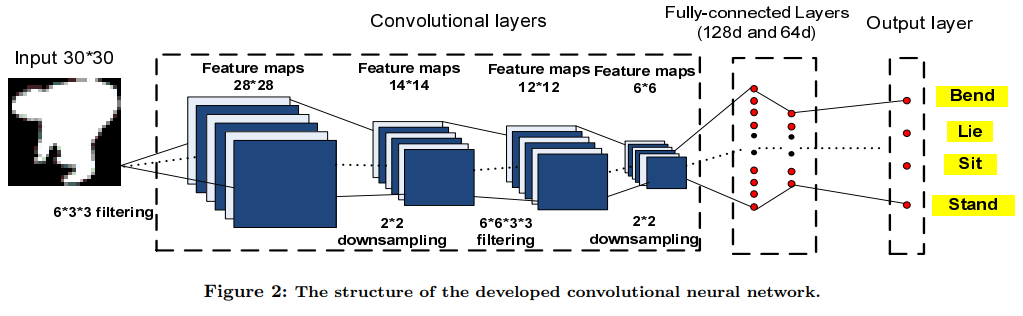 Convolutional layers
Fully-connected Layers
(128d and 64d)
Output layer
Input 30*30
Feature maps
28*28
Feature maps
14*14
Feature maps
12*12
Feature maps
6*6
Bend
Lie
Sit
Stand
6*3*3 filtering
2*2
downsampling
6*6*3*3
filtering
2*2
downsampling
Figure 2: The structure of the developed convolutional neural network.